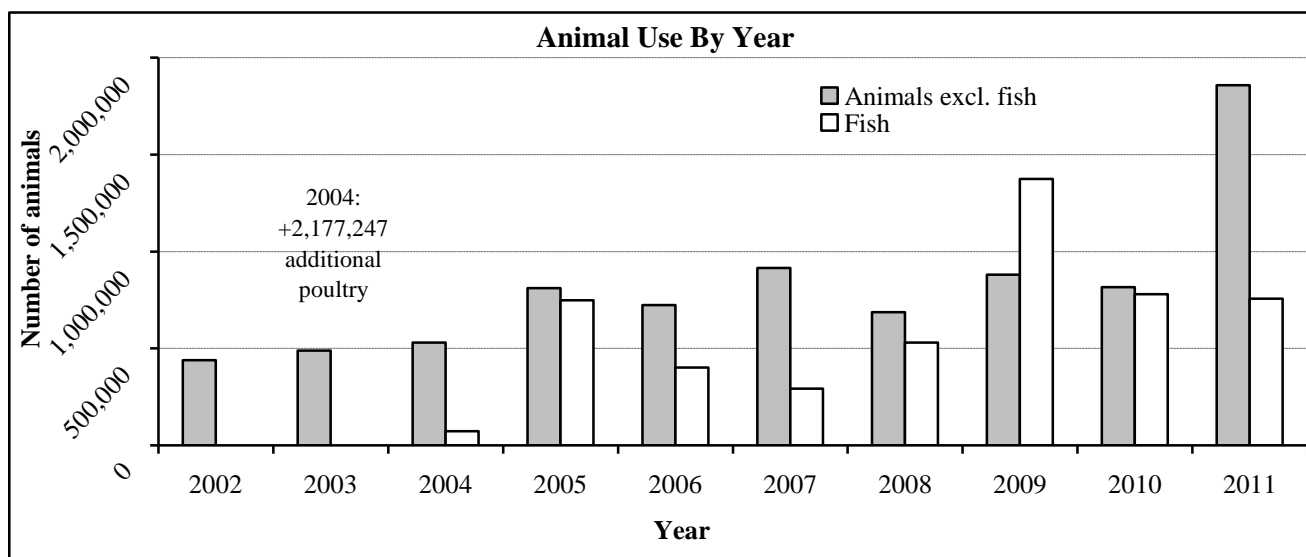 Animal Use By Year
Number of animals
2,000,000
1,500,000
1,000,000
500,000
0
Animals excl. fish
Fish
2004:
+2,177,247
additional
poultry
2002
2003
2004
2005
2006
2007
2008
2009
2010
2011
Year